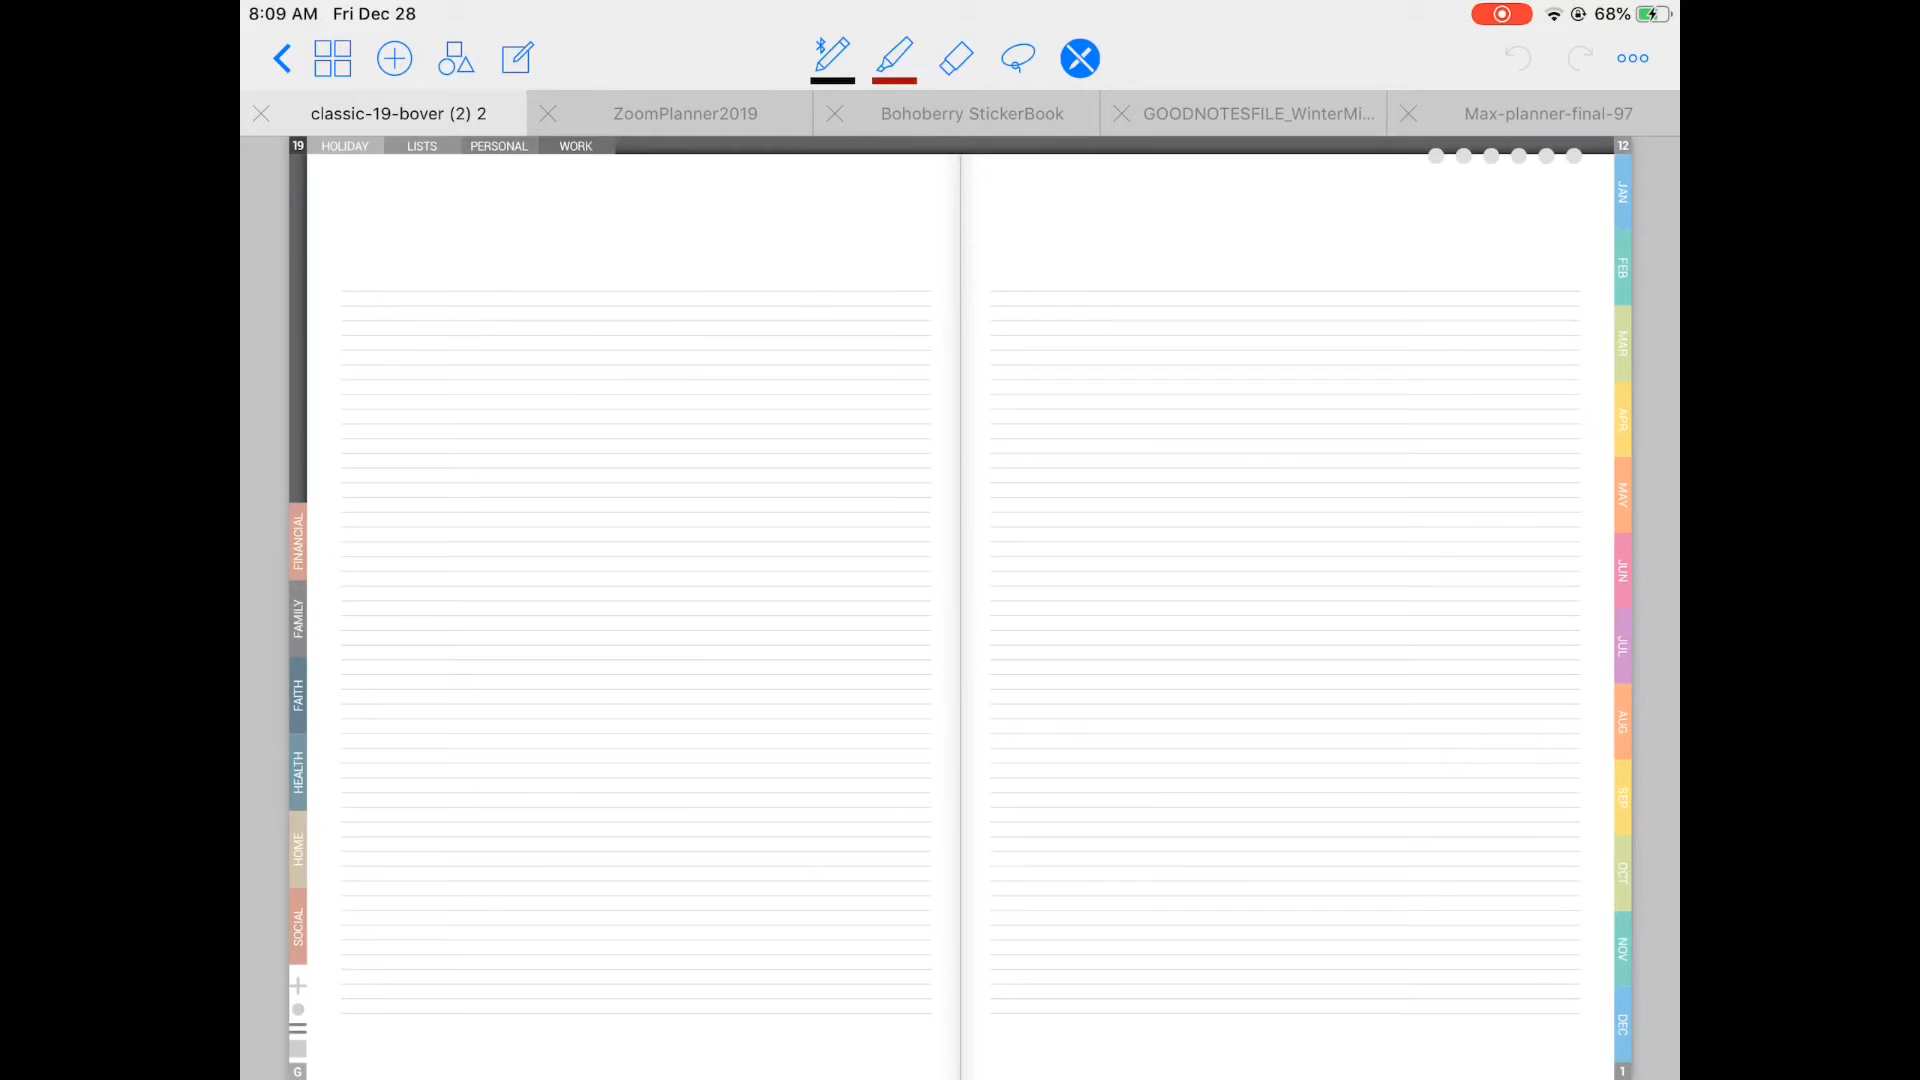 8:09 AM Fri Dec 28 68%
classic-19-bover (2) 2 ZoomPlanner2019 Bohoberry StickerBook GOODNOTESFILE_WinterMi... Max-planner-final-97
19 HOLIDAY LISTS PERSONAL WORK 12
FINANCIAL
FAMILY
FAITH
HEALTH
HOME
SOCIAL
G
JAN
FEB
MAR
APR
MAY
JUN
JUL
AUG
SEP
OCT
NOV
DEC
1